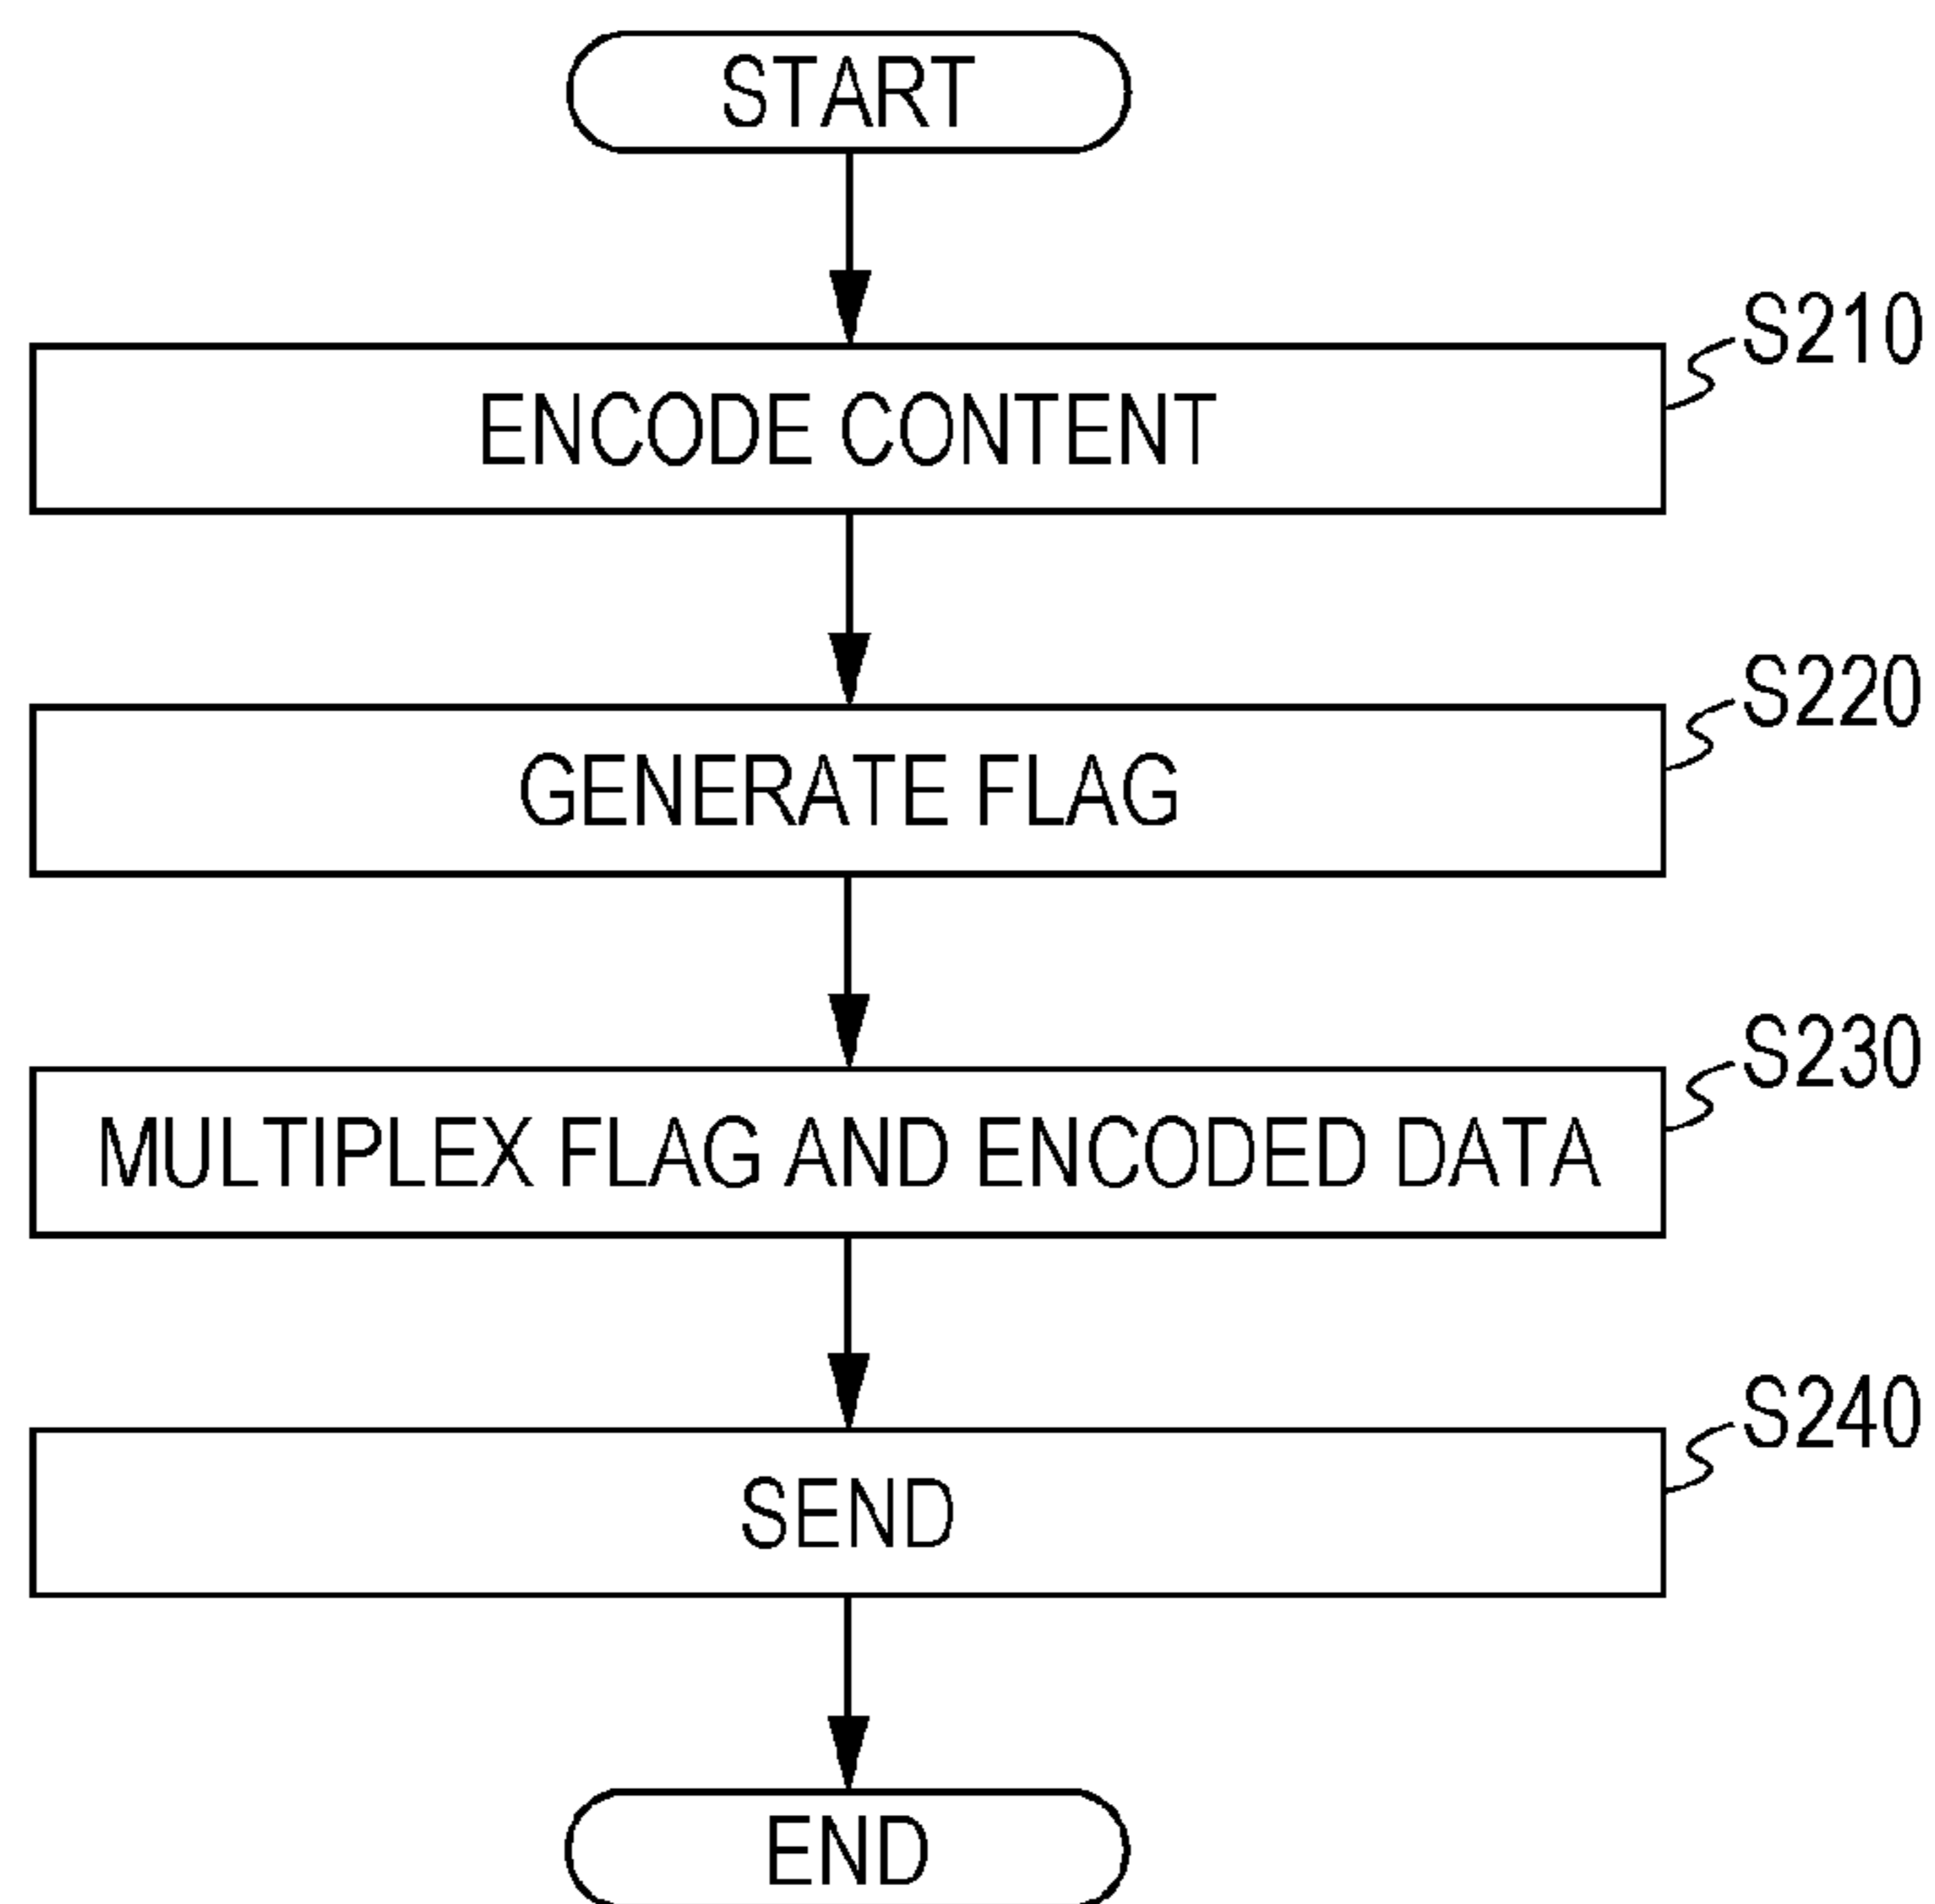 START
S210
ENCODE CONTENT
S220
GENERATE FLAG
S230
MULTIPLEX FLAG AND ENCODED DATA
S240
SEND
END